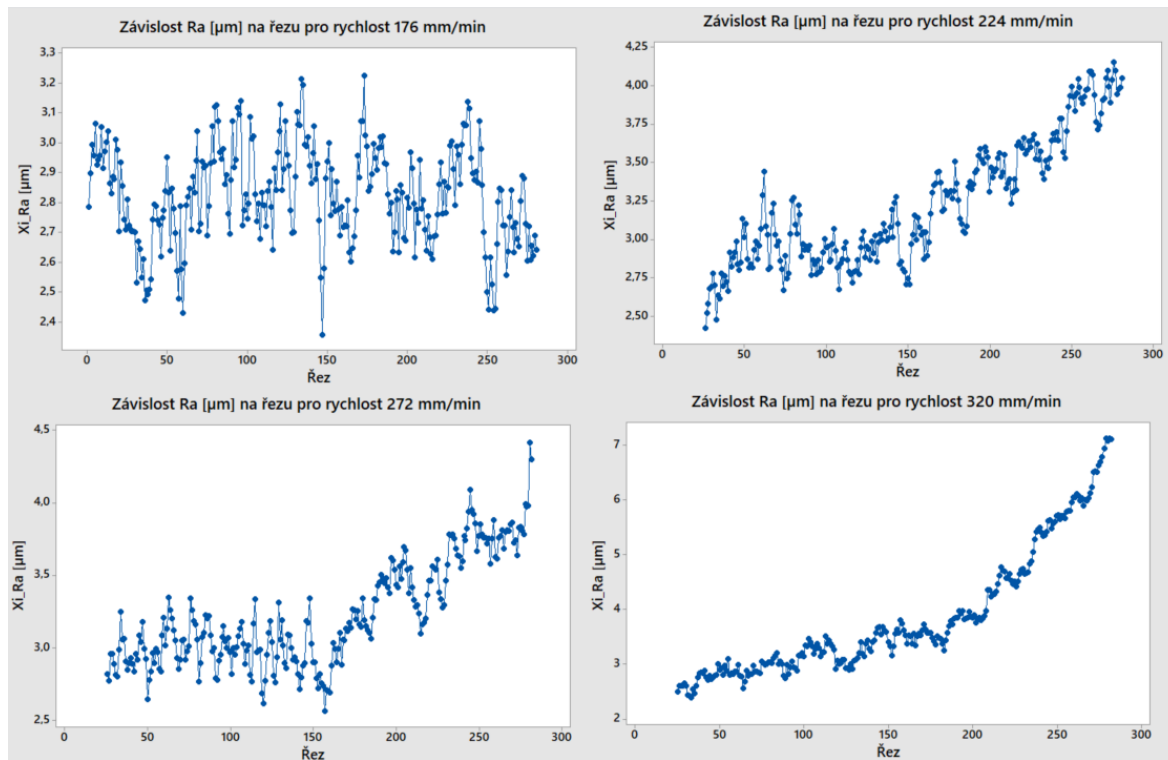 Závislost Ra [µm] na řezu pro rychlost 176 mm/min
3,3
3,2
3,1
3,0
2,9
2,8
2,7
2,6
2,5
2,4
Xi_Ra [µm]
0 50 100 150 200 250 300
Řez
Závislost Ra [µm] na řezu pro rychlost 224 mm/min
4,25
4,00
3,75
3,50
3,25
3,00
2,75
2,50
Xi_Ra [µm]
0 50 100 150 200 250 300
Řez
Závislost Ra [µm] na řezu pro rychlost 272 mm/min
4,5
4,0
3,5
3,0
2,5
Xi_Ra [µm]
0 50 100 150 200 250 300
Řez
Závislost Ra [µm] na řezu pro rychlost 320 mm/min
7
6
5
4
3
2
Xi_Ra [µm]
0 50 100 150 200 250 300
Řez